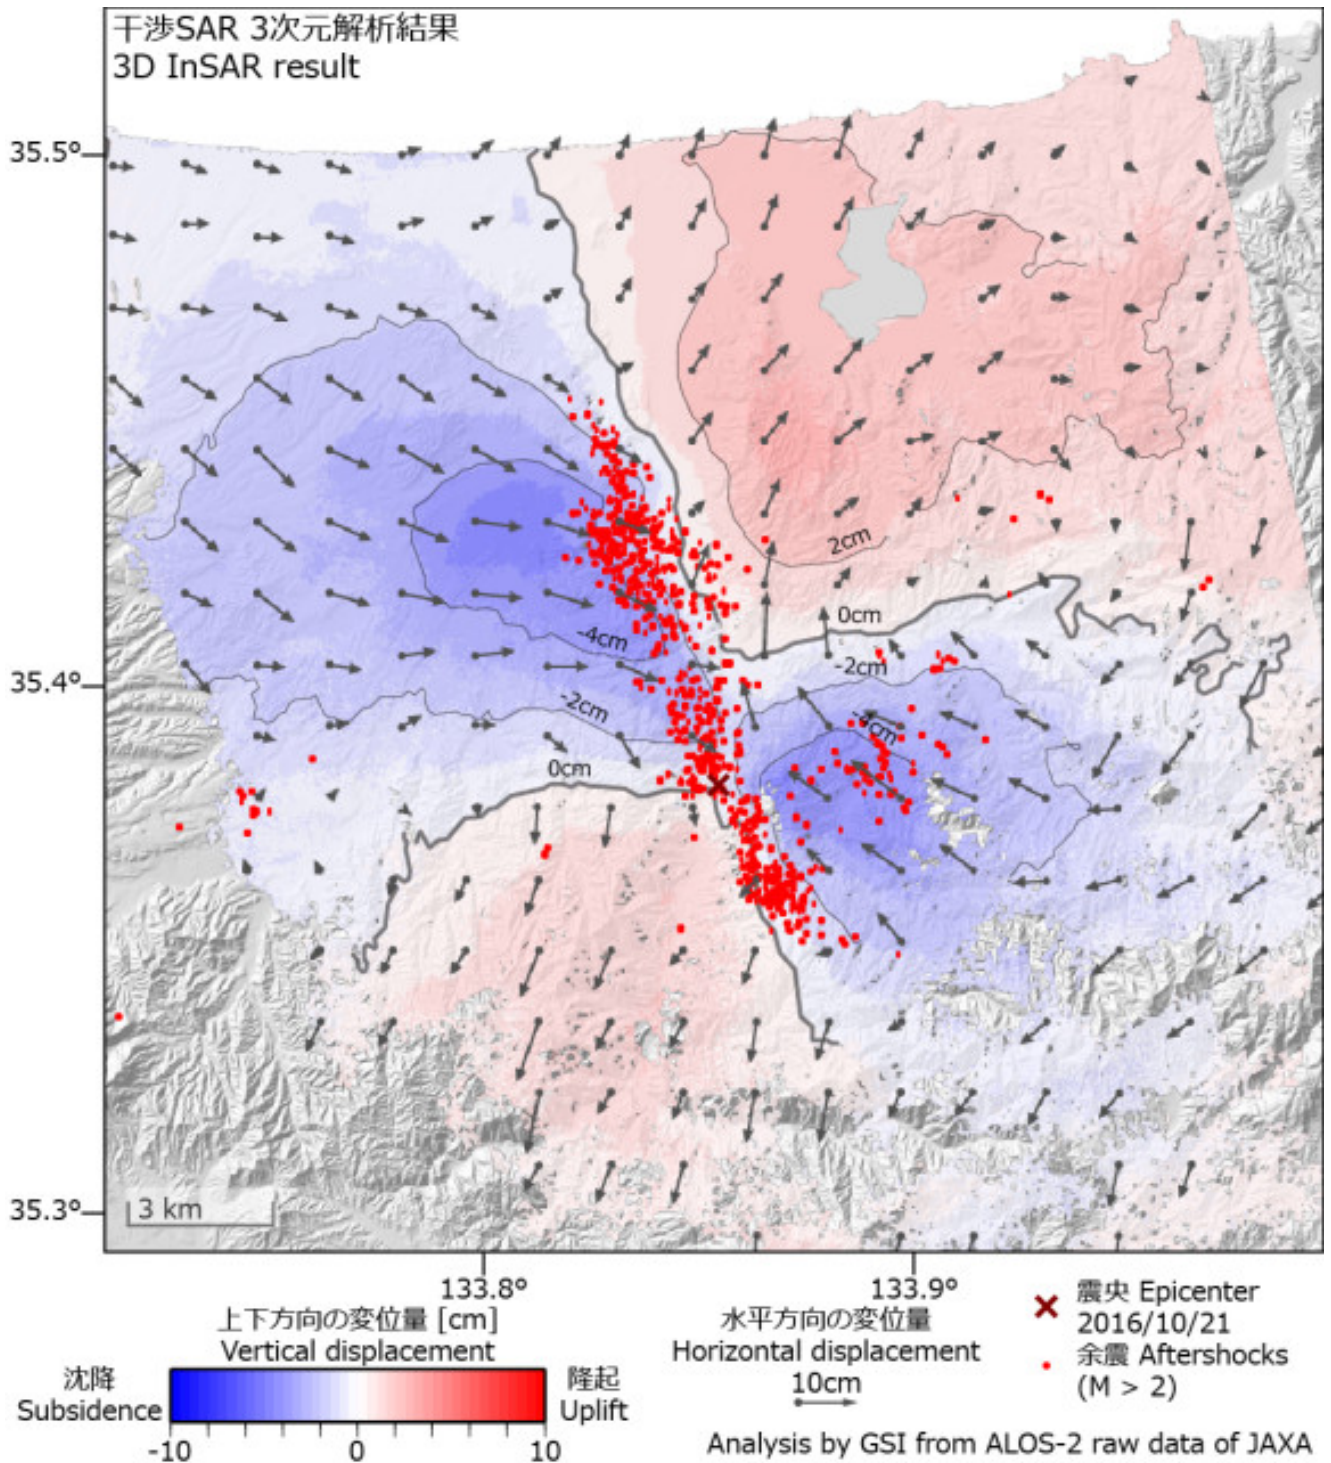 干渉SAR 3次元解析結果
3D InSAR result
35.5°
2cm
0cm
-4cm
-2cm
35.4°
-2cm
-4cm
0cm
35.3°
3 km
133.8°
133.9°
上下方向の変位量 [cm]
Vertical displacement
沈降
Subsidence
隆起
Uplift
-10
0
10
水平方向の変位量
Horizontal displacement
10cm
震央 Epicenter
2016/10/21
余震 Aftershocks
(M > 2)
Analysis by GSI from ALOS-2 raw data of JAXA